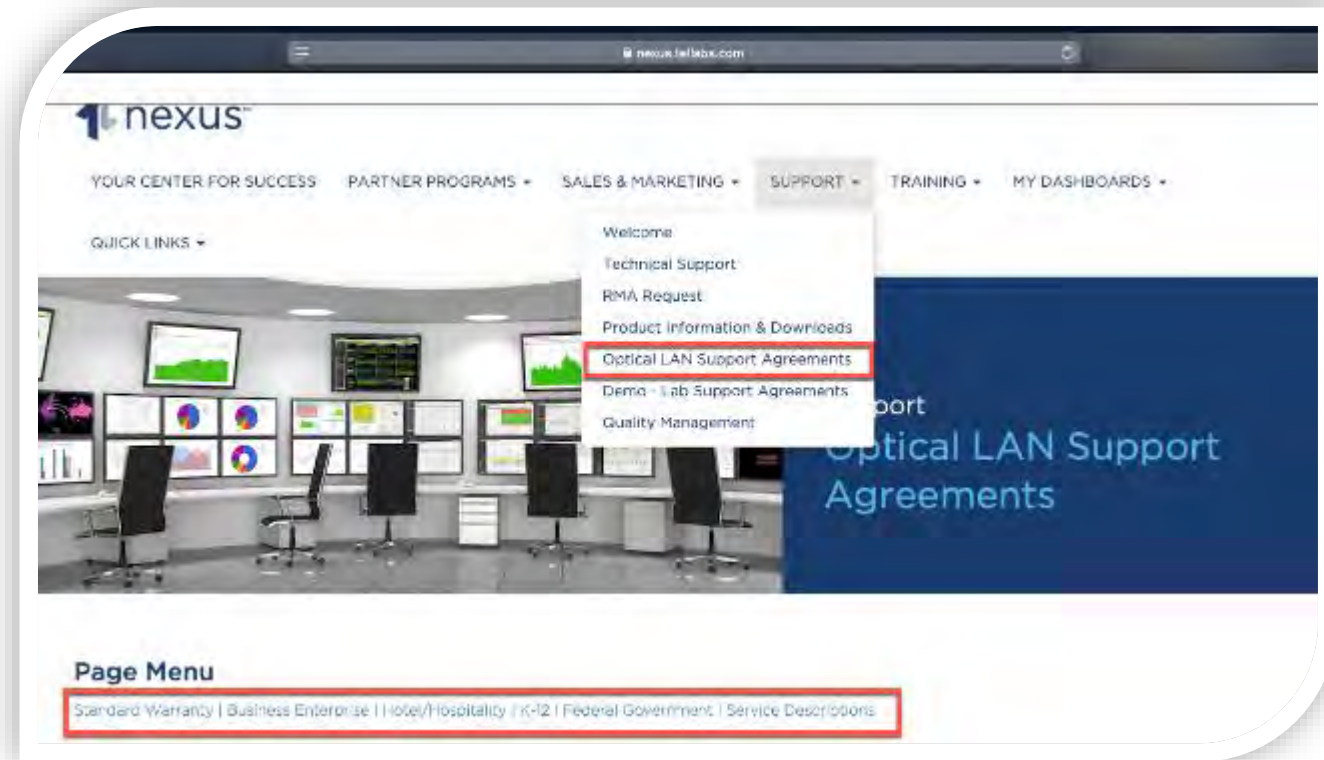 nexus.tellabs.com
nexus™
YOUR CENTER FOR SUCCESS PARTNER PROGRAMS SALES & MARKETING SUPPORT TRAINING MY DASHBOARDS
QUICK LINKS
Welcome
Technical Support
RMA Request
Product Information & Downloads
Optical LAN Support Agreements
Demo - Lab Support Agreements
Quality Management
port
Optical LAN Support
Agreements
Page Menu
Standard Warranty | Business Enterprise | Hotel/Hospitality | K-12 | Federal Government | Service Descriptions